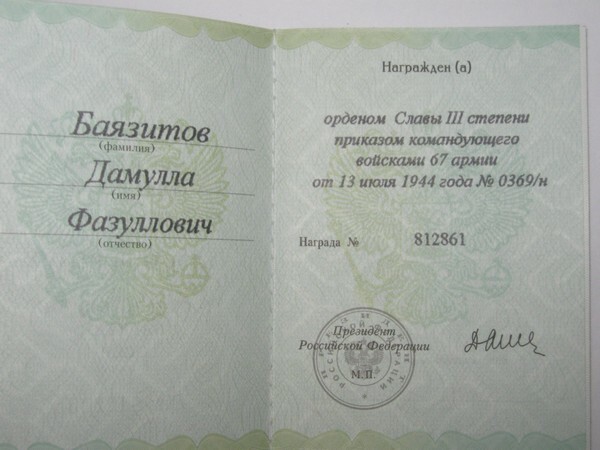 Баязитов
(фамилия)
Дамулла
(имя)
Фазуллович
(отчество)
Награжден (а)
орденом Славы III степени
приказом командующего
войсками 67 армии
от 13 июля 1944 года № 0369/н
Награда № 812861
Президент
Российской Федерации
М.П.